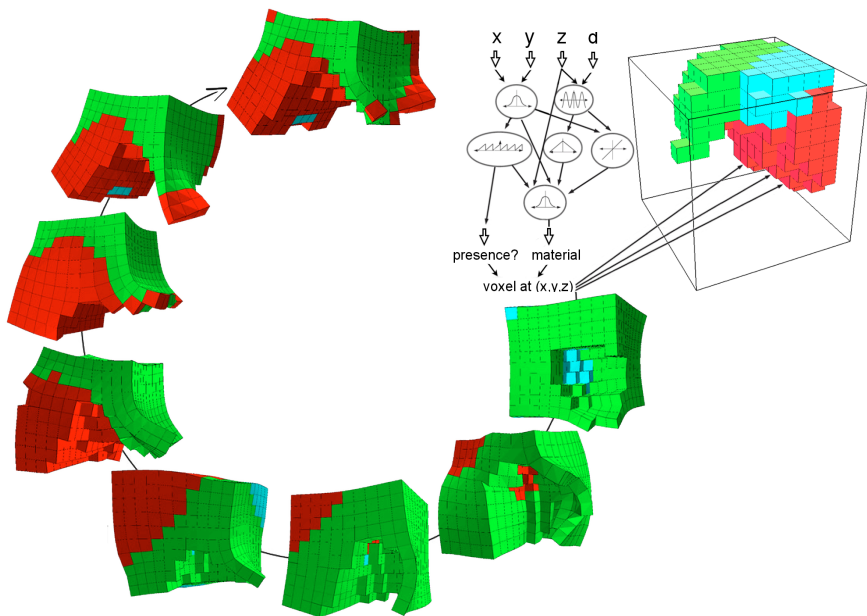 x y z d
presence? material
voxel at (x,y,z)